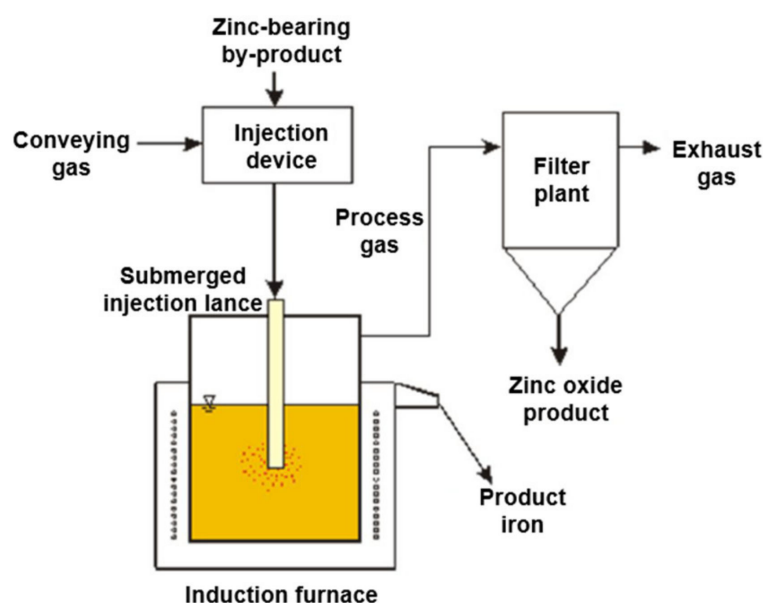 Zinc-bearing
by-product
Conveying
gas
Injection
device
Filter
plant
Exhaust
gas
Process
gas
Submerged
injection lance
Zinc oxide
product
Product
iron
Induction furnace